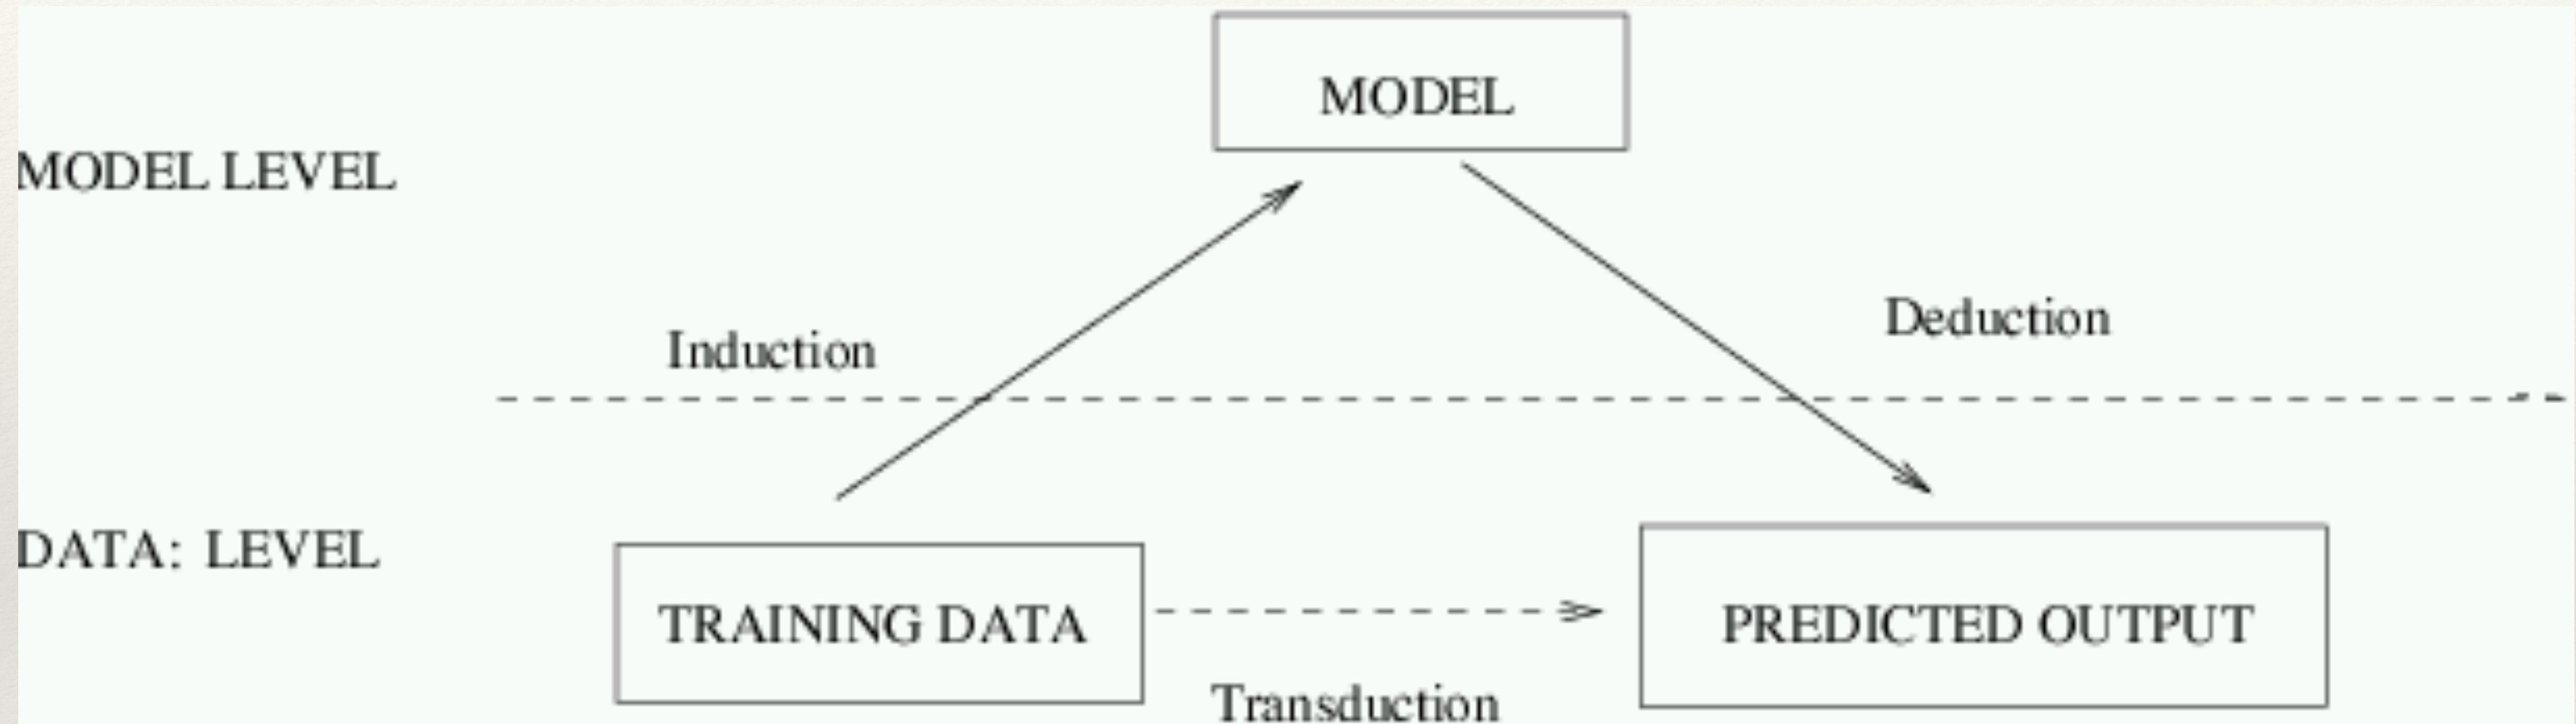 MODEL
MODEL LEVEL
Deduction
Induction
DATA: LEVEL
TRAINING DATA
PREDICTED OUTPUT
Transduction